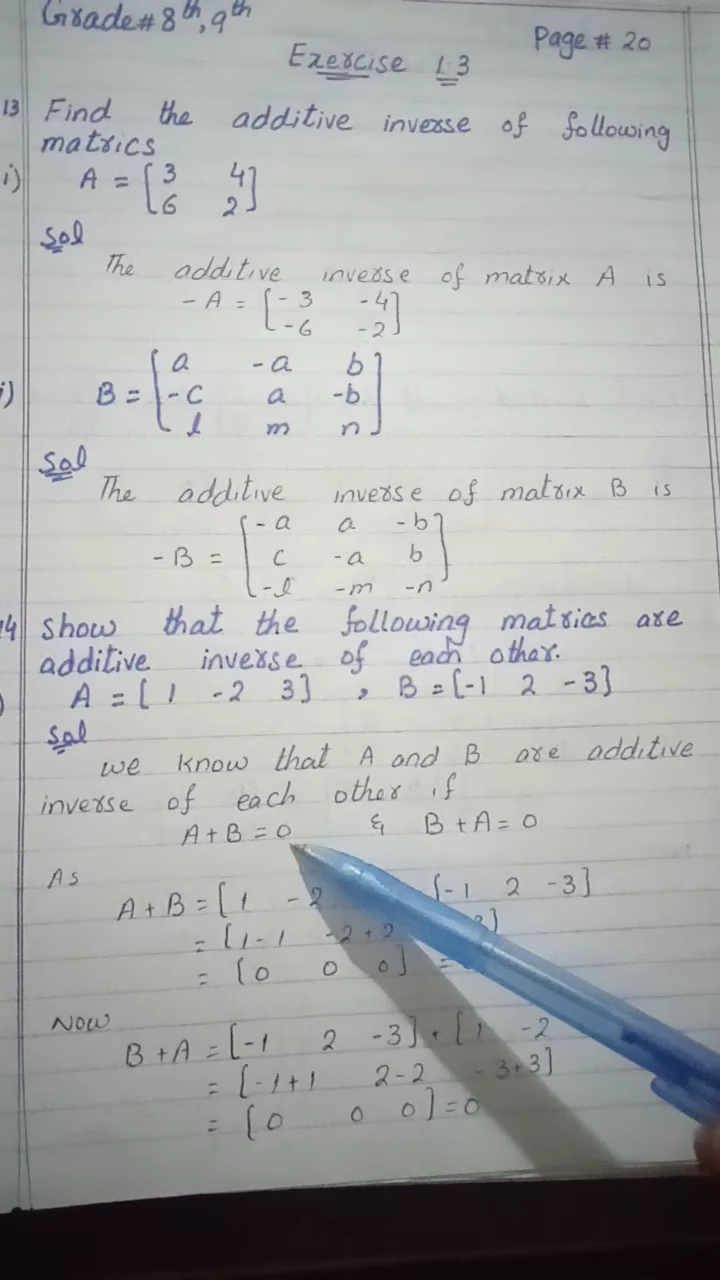 Grade # 8th, 9th
Page # 20
Exercise 1.3
13 Find the additive inverse of following
matrics
i) A = [3 4]
[6 2]
Sol
The additive inverse of matrix A is
- A = [- 3 - 4]
[- 6 - 2]
i) B = [a - a b]
[- c a - b]
[l m n]
Sol
The additive inverse of matrix B is
- B = [- a a - b]
[c - a b]
[- l - m - n]
14 Show that the following matrices are
additive inverse of each other.
) A = [1 - 2 3] , B = [-1 2 - 3]
Sol
we know that A and B are additive
inverse of each other if
A + B = 0 & B + A = 0
As
A + B = [1 - 2 [- 1 2 - 3]
= [1 - 1 - 2 + 2 3]
= [0 0 0] =
Now
B + A = [-1 2 -3] + [1 - 2
= [-1+1 2 - 2 - 3+3]
= [0 0 0] = 0